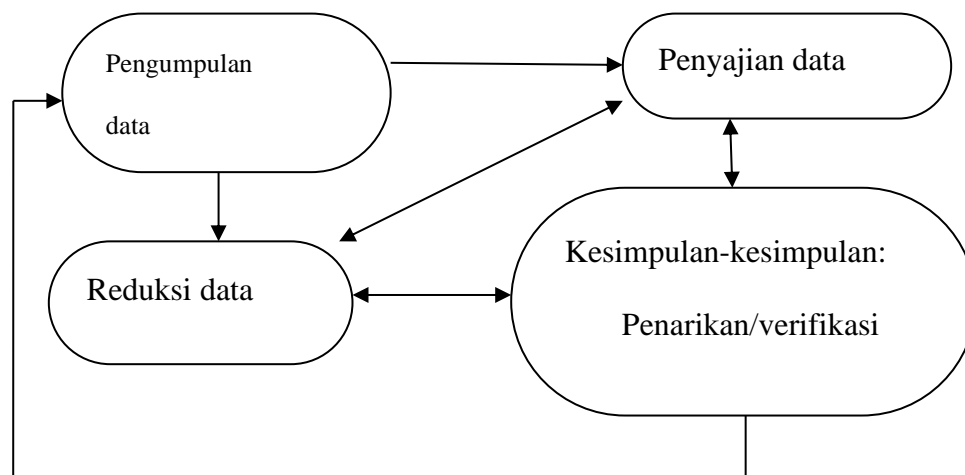 Pengumpulan
data
Penyajian data
Reduksi data
Kesimpulan-kesimpulan:
Penarikan/verifikasi